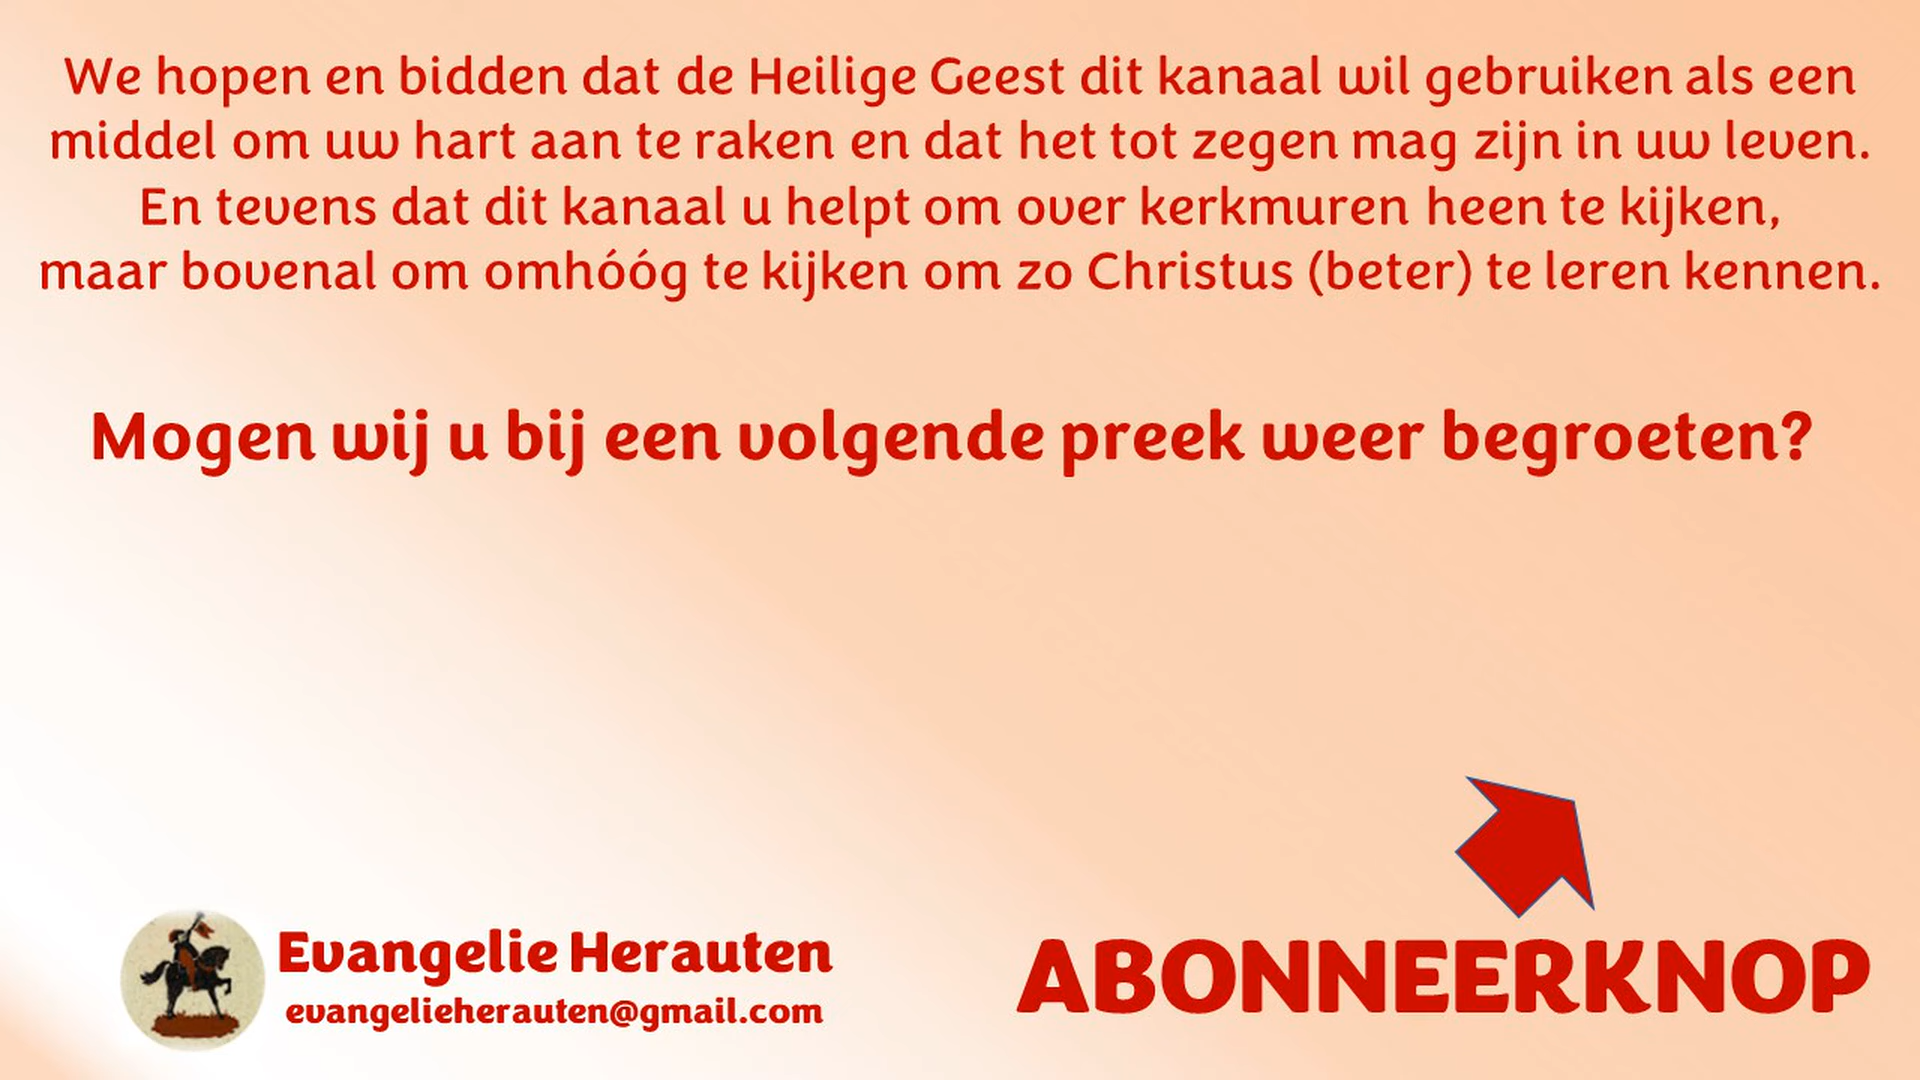 We hopen en bidden dat de Heilige Geest dit kanaal wil gebruiken als een
middel om uw hart aan te raken en dat het tot zegen mag zijn in uw leven.
En tevens dat dit kanaal u helpt om over kerkmuren heen te kijken,
maar bovenal om omhóóg te kijken om zo Christus (beter) te leren kennen.
Mogen wij u bij een volgende preek weer begroeten?
Evangelie Herauten
evangelieherauten@gmail.com
ABONNEERKNOP